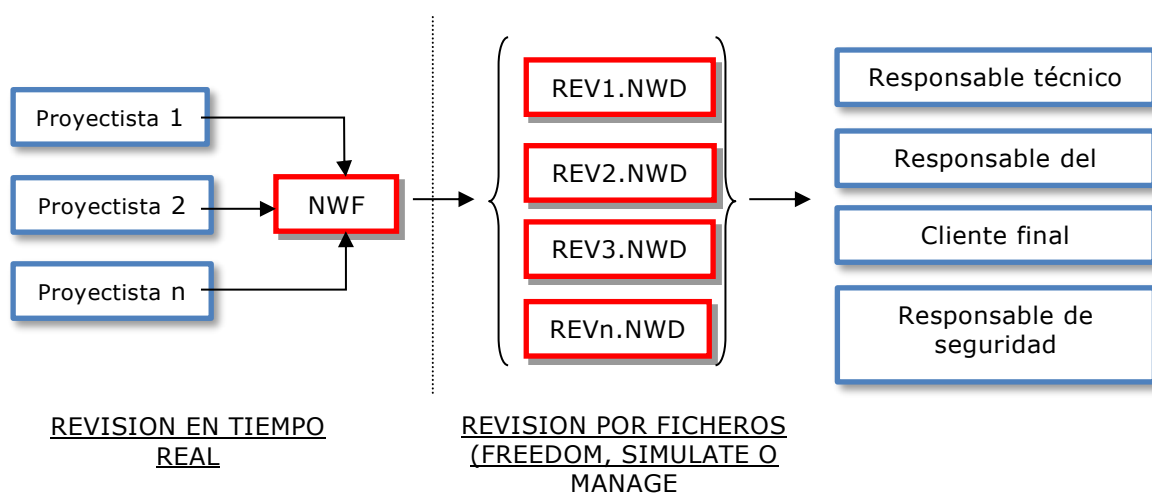 Proyectista 1
Proyectista 2
Proyectista n
NWF
REV1.NWD
REV2.NWD
REV3.NWD
REVn.NWD
Responsable técnico
Responsable del
Cliente final
Responsable de
seguridad
REVISION EN TIEMPO
REAL
REVISION POR FICHEROS
(FREEDOM, SIMULATE O
MANAGE